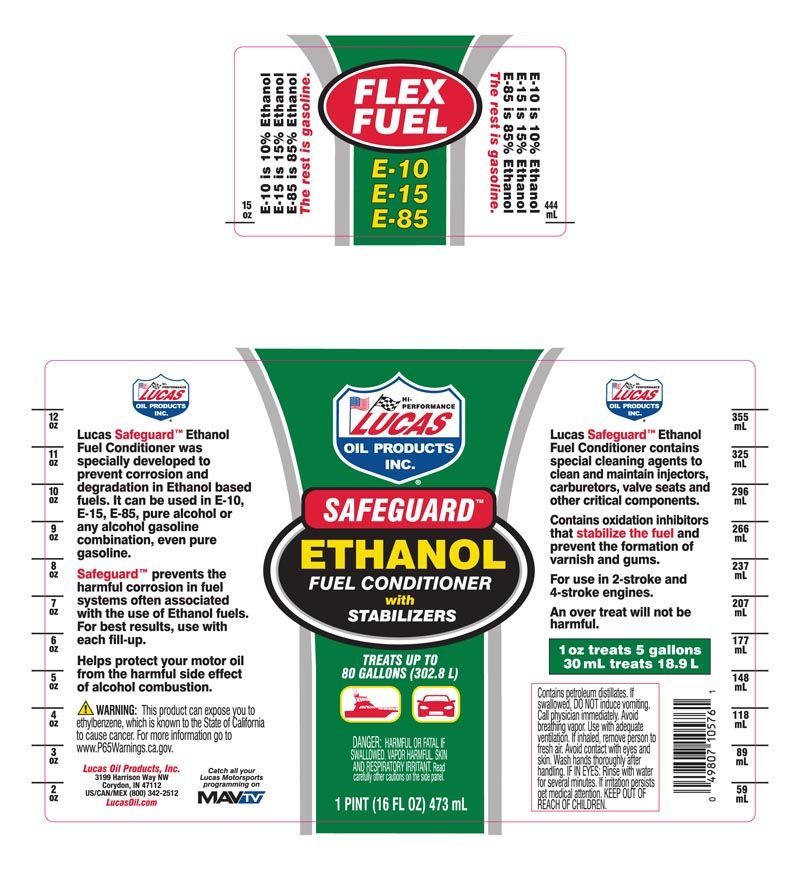 E-10 is 10% Ethanol
E-15 is 15% Ethanol
E-85 is 85% Ethanol
The rest is gasoline.
15
oz
FLEX
FUEL
E-10
E-15
E-85
E-10 is 10% Ethanol
E-15 is 15% Ethanol
E-85 is 85% Ethanol
The rest is gasoline.
444
mL
12
oz
11
oz
10
oz
9
oz
8
oz
7
oz
6
oz
5
oz
4
oz
3
oz
2
oz
HI-
PERFORMANCE
LUCAS
OIL PRODUCTS
INC.
Lucas Safeguard™ Ethanol
Fuel Conditioner was
specially developed to
prevent corrosion and
degradation in Ethanol based
fuels. It can be used in E-10,
E-15, E-85, pure alcohol or
any alcohol gasoline
combination, even pure
gasoline.
Safeguard™ prevents the
harmful corrosion in fuel
systems often associated
with the use of Ethanol fuels.
For best results, use with
each fill-up.
Helps protect your motor oil
from the harmful side effect
of alcohol combustion.
WARNING: This product can expose you to
ethylbenzene, which is known to the State of California
to cause cancer. For more information go to
www.P65Warnings.ca.gov.
Lucas Oil Products, Inc.
3199 Harrison Way NW
Corydon, IN 47112
US/CAN/MEX (800) 342-2512
LucasOil.com
Catch all your
Lucas Motorsports
programming on
MAVTV
HI-
PERFORMANCE
LUCAS
OIL PRODUCTS
INC.
®
SAFEGUARD™
ETHANOL
FUEL CONDITIONER
with
STABILIZERS
TREATS UP TO
80 GALLONS (302.8 L)
DANGER: HARMFUL OR FATAL IF
SWALLOWED. VAPOR HARMFUL. SKIN
AND RESPIRATORY IRRITANT. Read
carefully other cautions on the side panel.
1 PINT (16 FL OZ) 473 mL
HI-
PERFORMANCE
LUCAS
OIL PRODUCTS
INC.
Lucas Safeguard™ Ethanol
Fuel Conditioner contains
special cleaning agents to
clean and maintain injectors,
carburetors, valve seats and
other critical components.
Contains oxidation inhibitors
that stabilize the fuel and
prevent the formation of
varnish and gums.
For use in 2-stroke and
4-stroke engines.
An over treat will not be
harmful.
1 oz treats 5 gallons
30 mL treats 18.9 L
Contains petroleum distillates. If
swallowed, DO NOT induce vomiting.
Call physician immediately. Avoid
breathing vapor. Use with adequate
ventilation. If inhaled, remove person to
fresh air. Avoid contact with eyes and
skin. Wash hands thoroughly after
handling. IF IN EYES: Rinse with water
for several minutes. If irritation persists
get medical attention. KEEP OUT OF
REACH OF CHILDREN.
0 49807 10576 1
355
mL
325
mL
296
mL
266
mL
237
mL
207
mL
177
mL
148
mL
118
mL
89
mL
59
mL